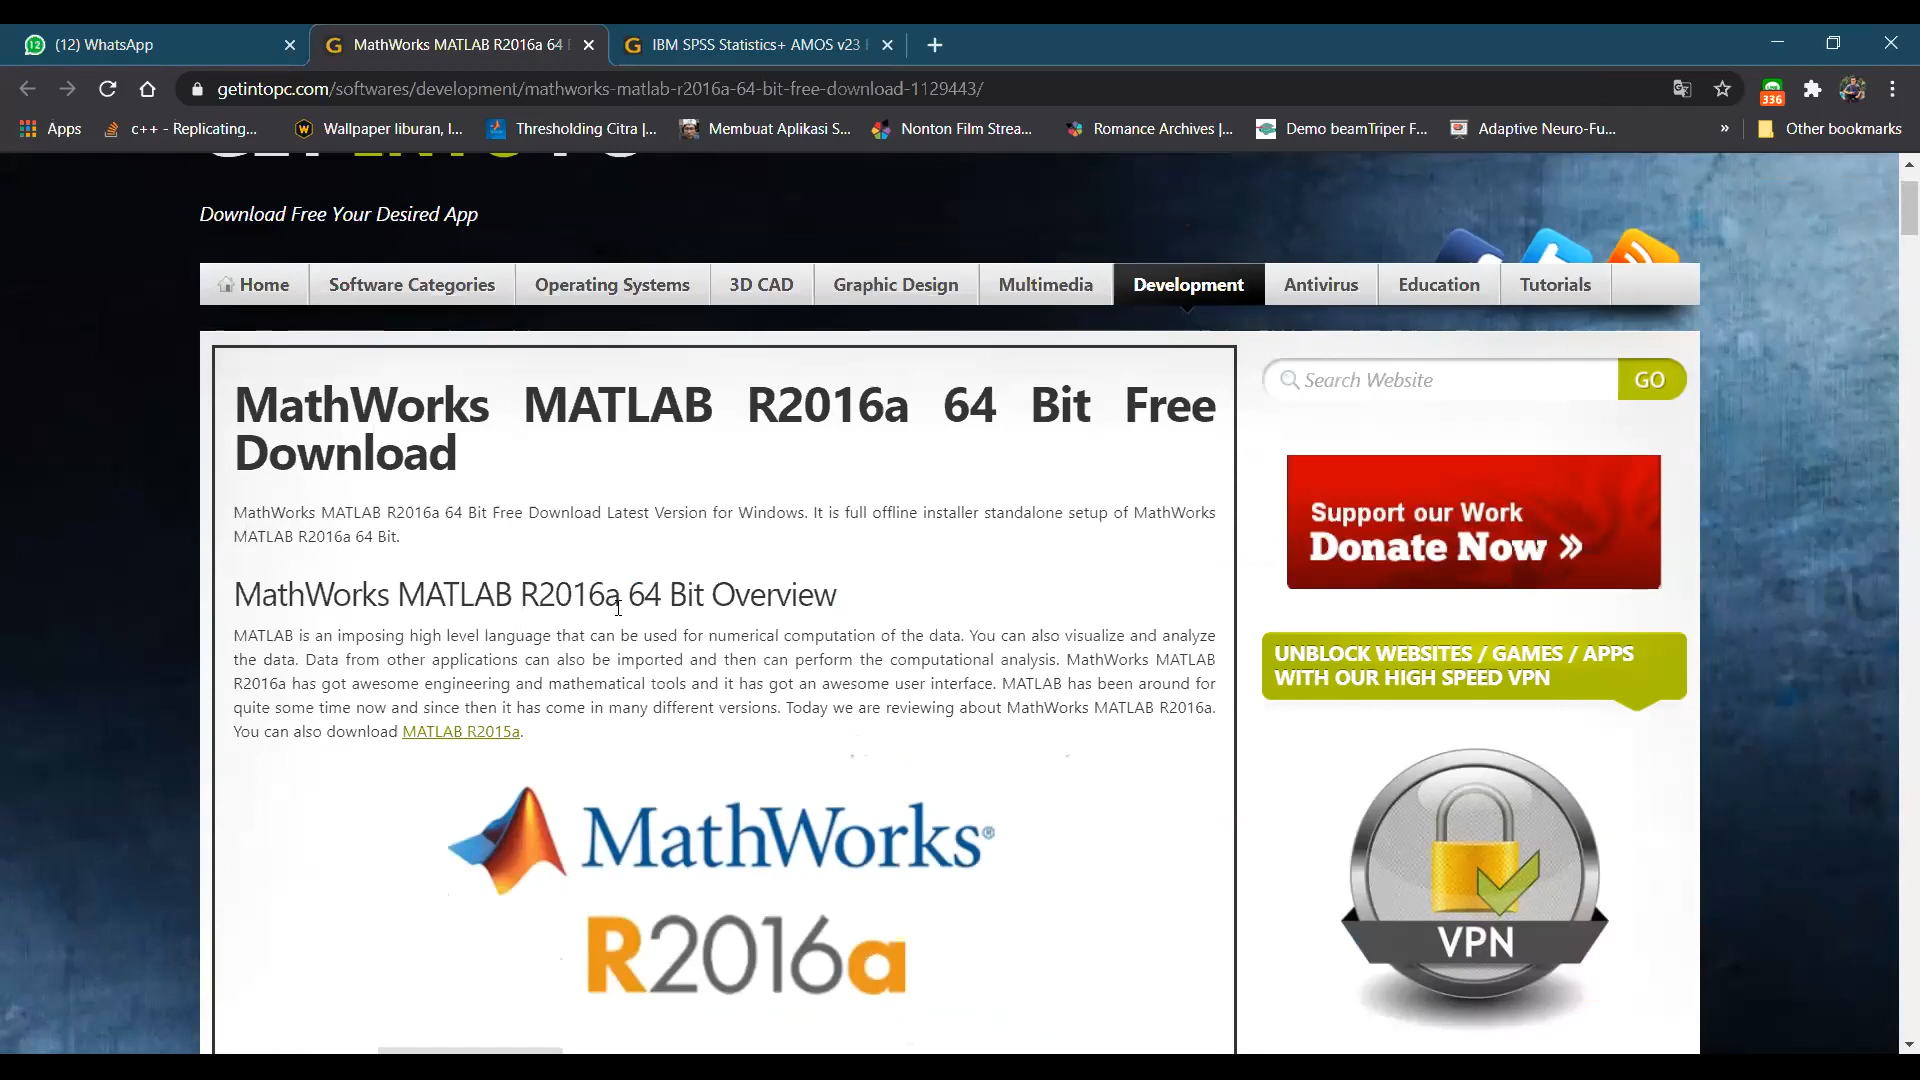 (12) WhatsApp
MathWorks MATLAB R2016a 64
IBM SPSS Statistics+ AMOS v23
getintopc.com/softwares/development/mathworks-matlab-r2016a-64-bit-free-download-1129443/
336
Apps
c++ - Replicating...
Wallpaper liburan, l...
Thresholding Citra |...
Membuat Aplikasi S...
Nonton Film Strea...
Romance Archives |...
Demo beamTriper F...
Adaptive Neuro-Fu...
»
Other bookmarks
Download Free Your Desired App
Home
Software Categories
Operating Systems
3D CAD
Graphic Design
Multimedia
Development
Antivirus
Education
Tutorials
MathWorks MATLAB R2016a 64 Bit Free
Download
MathWorks MATLAB R2016a 64 Bit Free Download Latest Version for Windows. It is full offline installer standalone setup of MathWorks
MATLAB R2016a 64 Bit.
MathWorks MATLAB R2016a 64 Bit Overview
MATLAB is an imposing high level language that can be used for numerical computation of the data. You can also visualize and analyze
the data. Data from other applications can also be imported and then can perform the computational analysis. MathWorks MATLAB
R2016a has got awesome engineering and mathematical tools and it has got an awesome user interface. MATLAB has been around for
quite some time now and since then it has come in many different versions. Today we are reviewing about MathWorks MATLAB R2016a.
You can also download MATLAB R2015a.
MathWorks®
R2016a
Search Website
GO
Support our Work
Donate Now »
UNBLOCK WEBSITES / GAMES / APPS
WITH OUR HIGH SPEED VPN
VPN